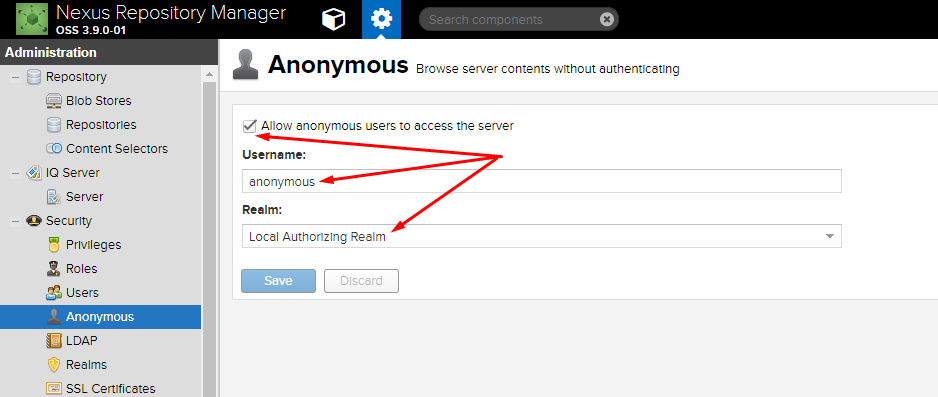 Nexus Repository Manager
OSS 3.9.0-01
Search components
Administration
Repository
Blob Stores
Repositories
Content Selectors
IQ Server
Server
Security
Privileges
Roles
Users
Anonymous
LDAP
Realms
SSL Certificates
Anonymous Browse server contents without authenticating
Allow anonymous users to access the server
Username:
anonymous
Realm:
Local Authorizing Realm
Save Discard